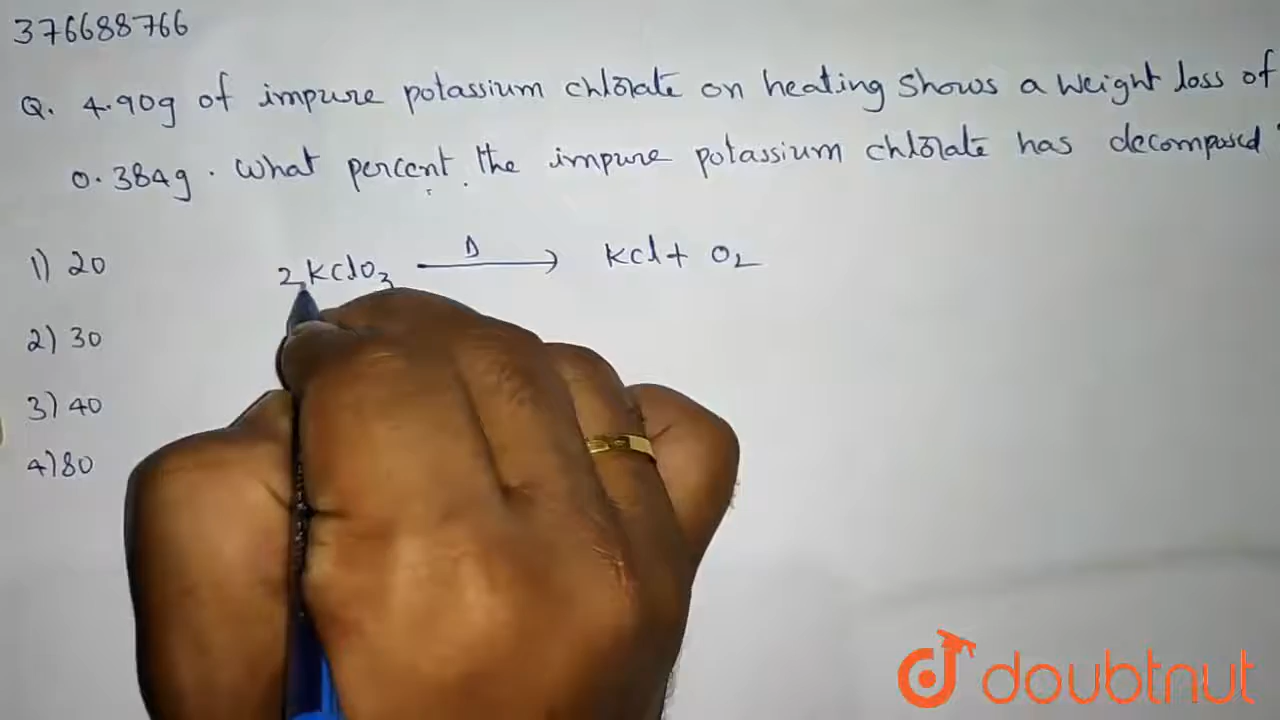 376688766
Q. 4.90g of impure potassium chlorate on heating shows a weight loss of
0.384g. What percent the impure potassium chlorate has decomposed
1) 20
2KClO3 Δ → KCl + O2
2) 30
3) 40
4) 80
doubtnut